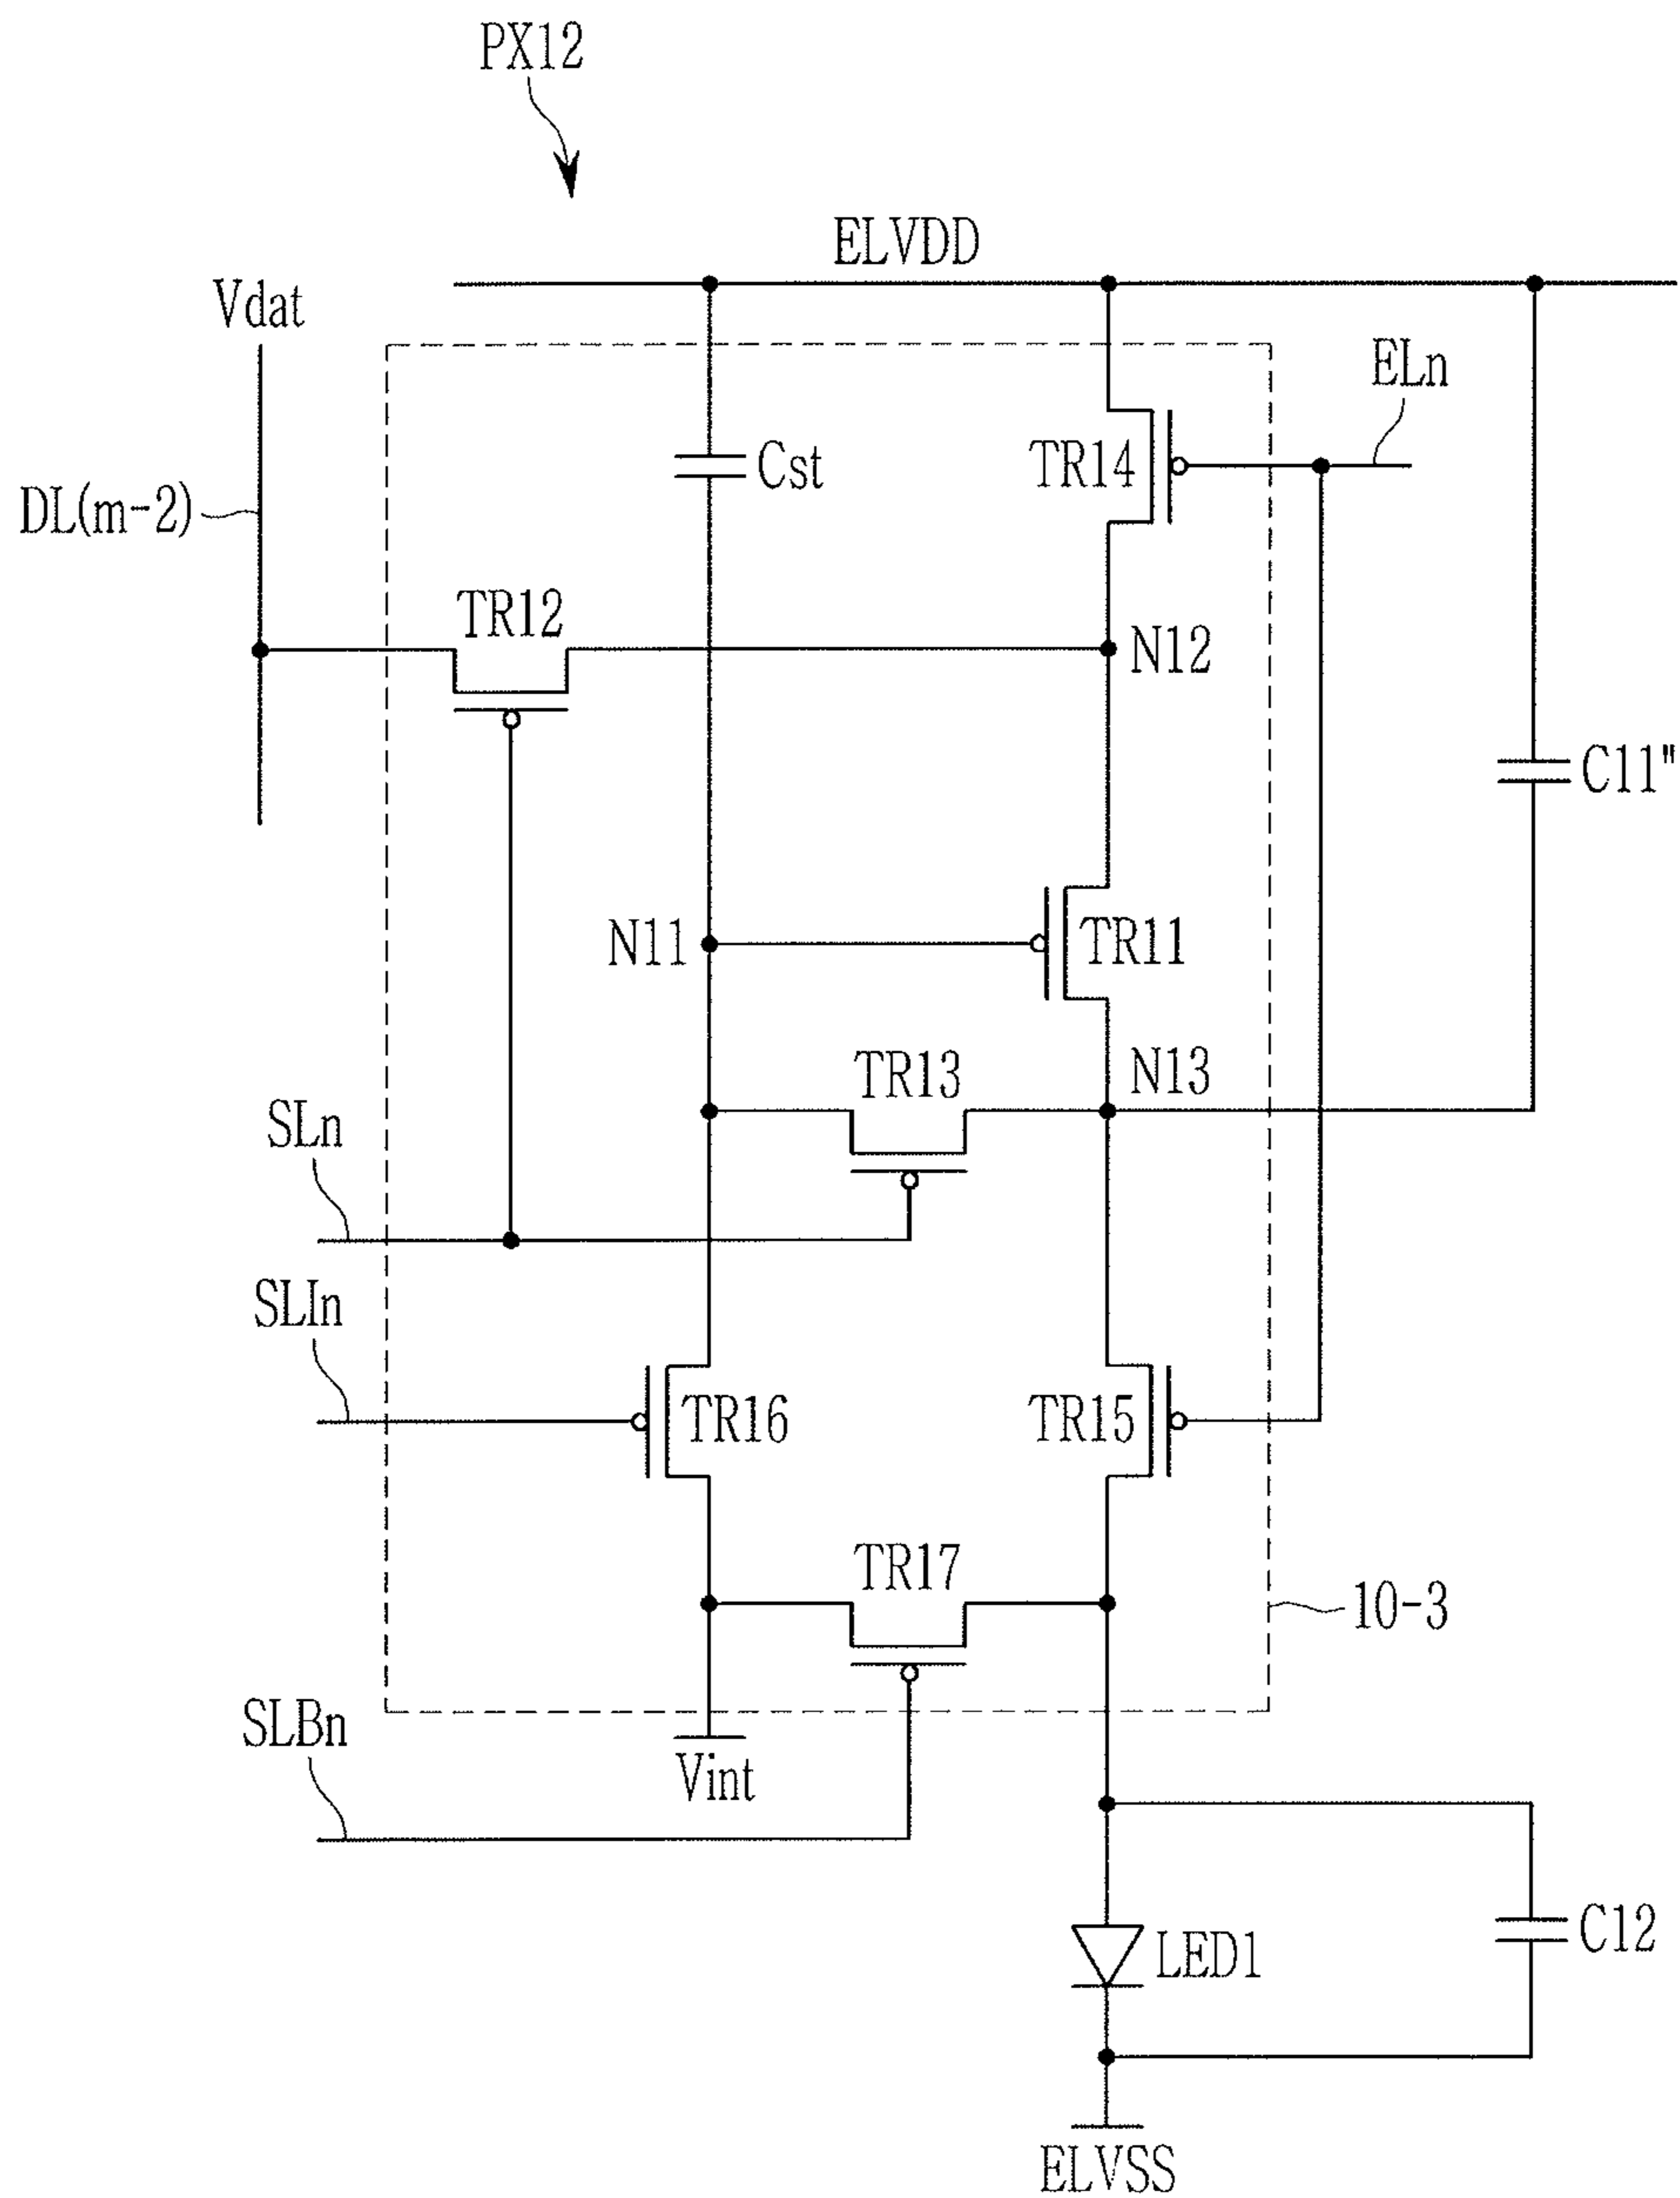 PX12
ELVDD
Vdat
ELn
TR14
Cst
DL(m-2)
TR12
N12
C11"
N11
TR11
TR13
N13
SLn
SLIn
TR16
TR15
TR17
10-3
SLBn
Vint
LED1
C12
ELVSS